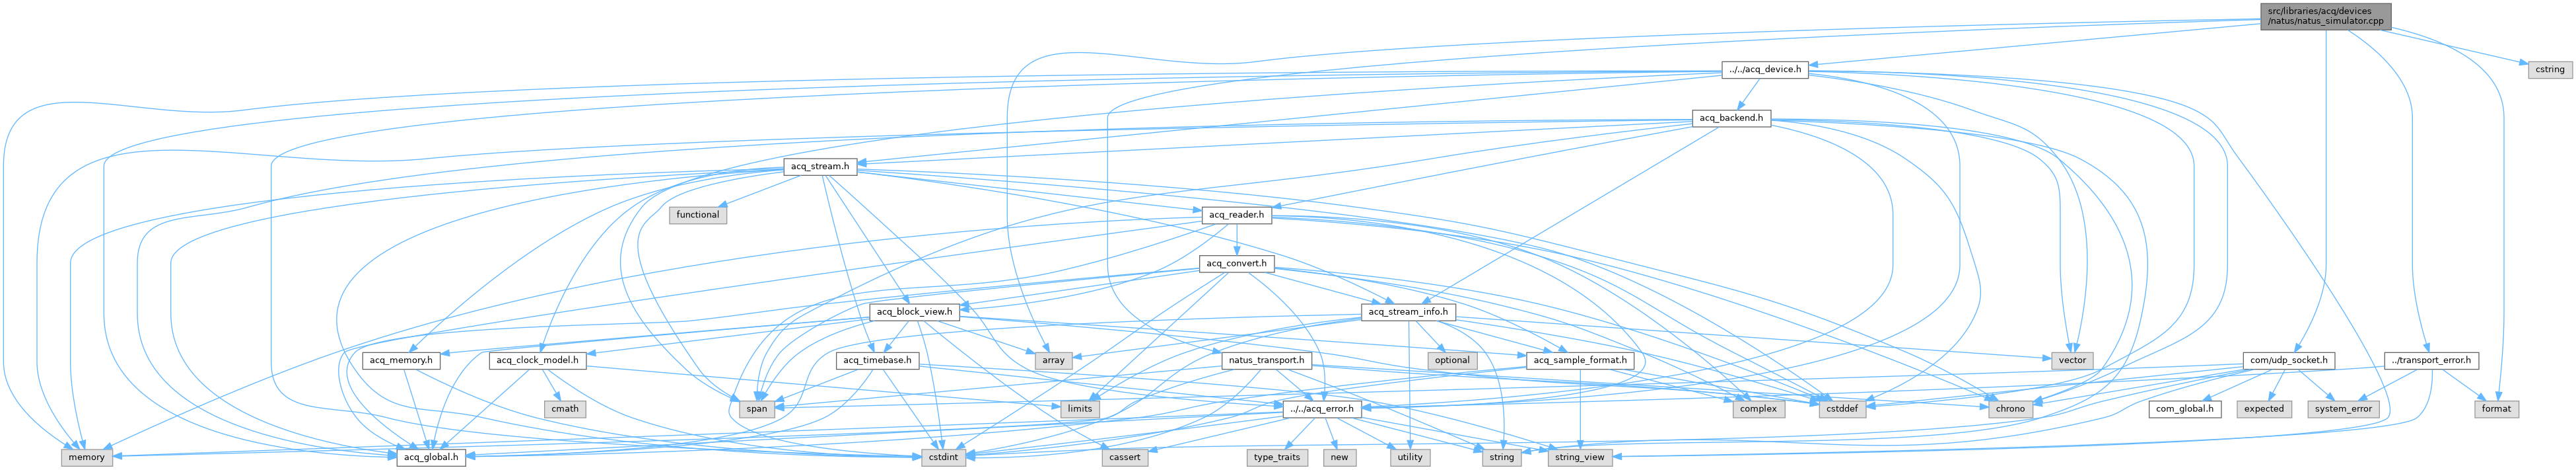 src/libraries/acq/devices
/natus/natus_simulator.cpp
../../acq_device.h
cstring
acq_backend.h
acq_stream.h
functional
acq_reader.h
acq_convert.h
acq_block_view.h
acq_stream_info.h
acq_memory.h
acq_clock_model.h
acq_timebase.h
array
natus_transport.h
optional
acq_sample_format.h
vector
com/udp_socket.h
../transport_error.h
cmath
span
limits
../../acq_error.h
complex
cstddef
chrono
com_global.h
expected
system_error
format
memory
acq_global.h
cstdint
cassert
type_traits
new
utility
string
string_view